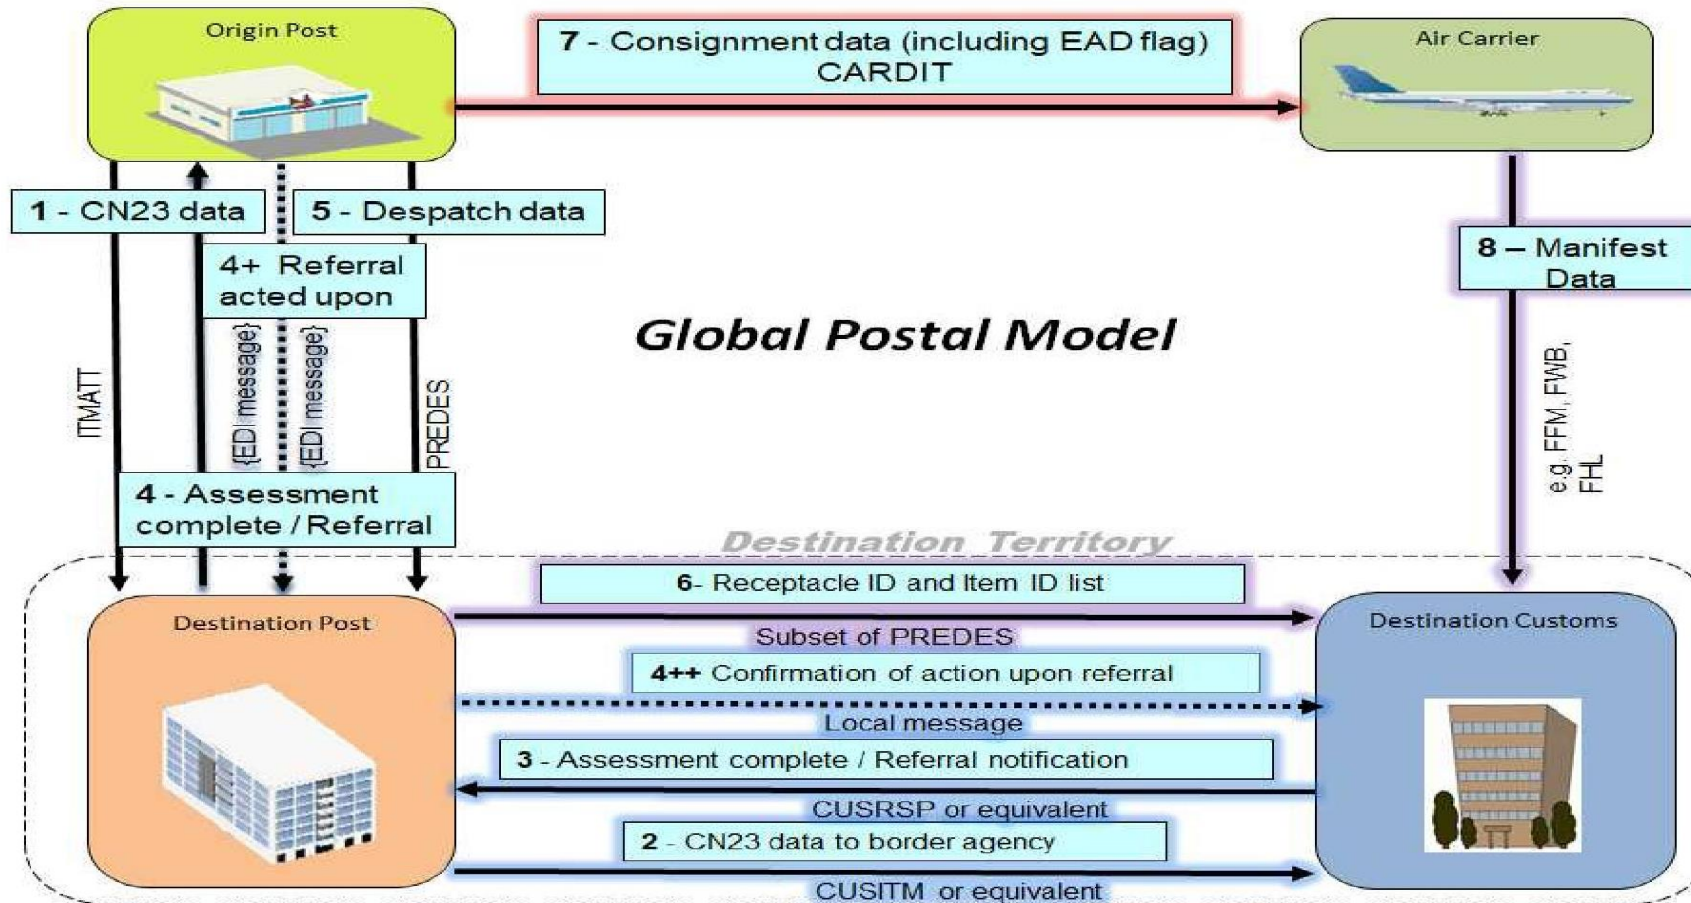 Origin Post
7 - Consignment data (including EAD flag)
CARDIT
Air Carrier
1 - CN23 data
5 - Despatch data
4+ Referral
acted upon
8 – Manifest
Data
Global Postal Model
ITMATT
{EDI message}
{EDI message}
PREDES
e.g. FFM, FWB,
FHL
4 - Assessment
complete / Referral
Destination Territory
Destination Post
6- Receptacle ID and Item ID list
Subset of PREDES
Destination Customs
4++ Confirmation of action upon referral
Local message
3 - Assessment complete / Referral notification
CUSRSP or equivalent
2 - CN23 data to border agency
CUSITM or equivalent